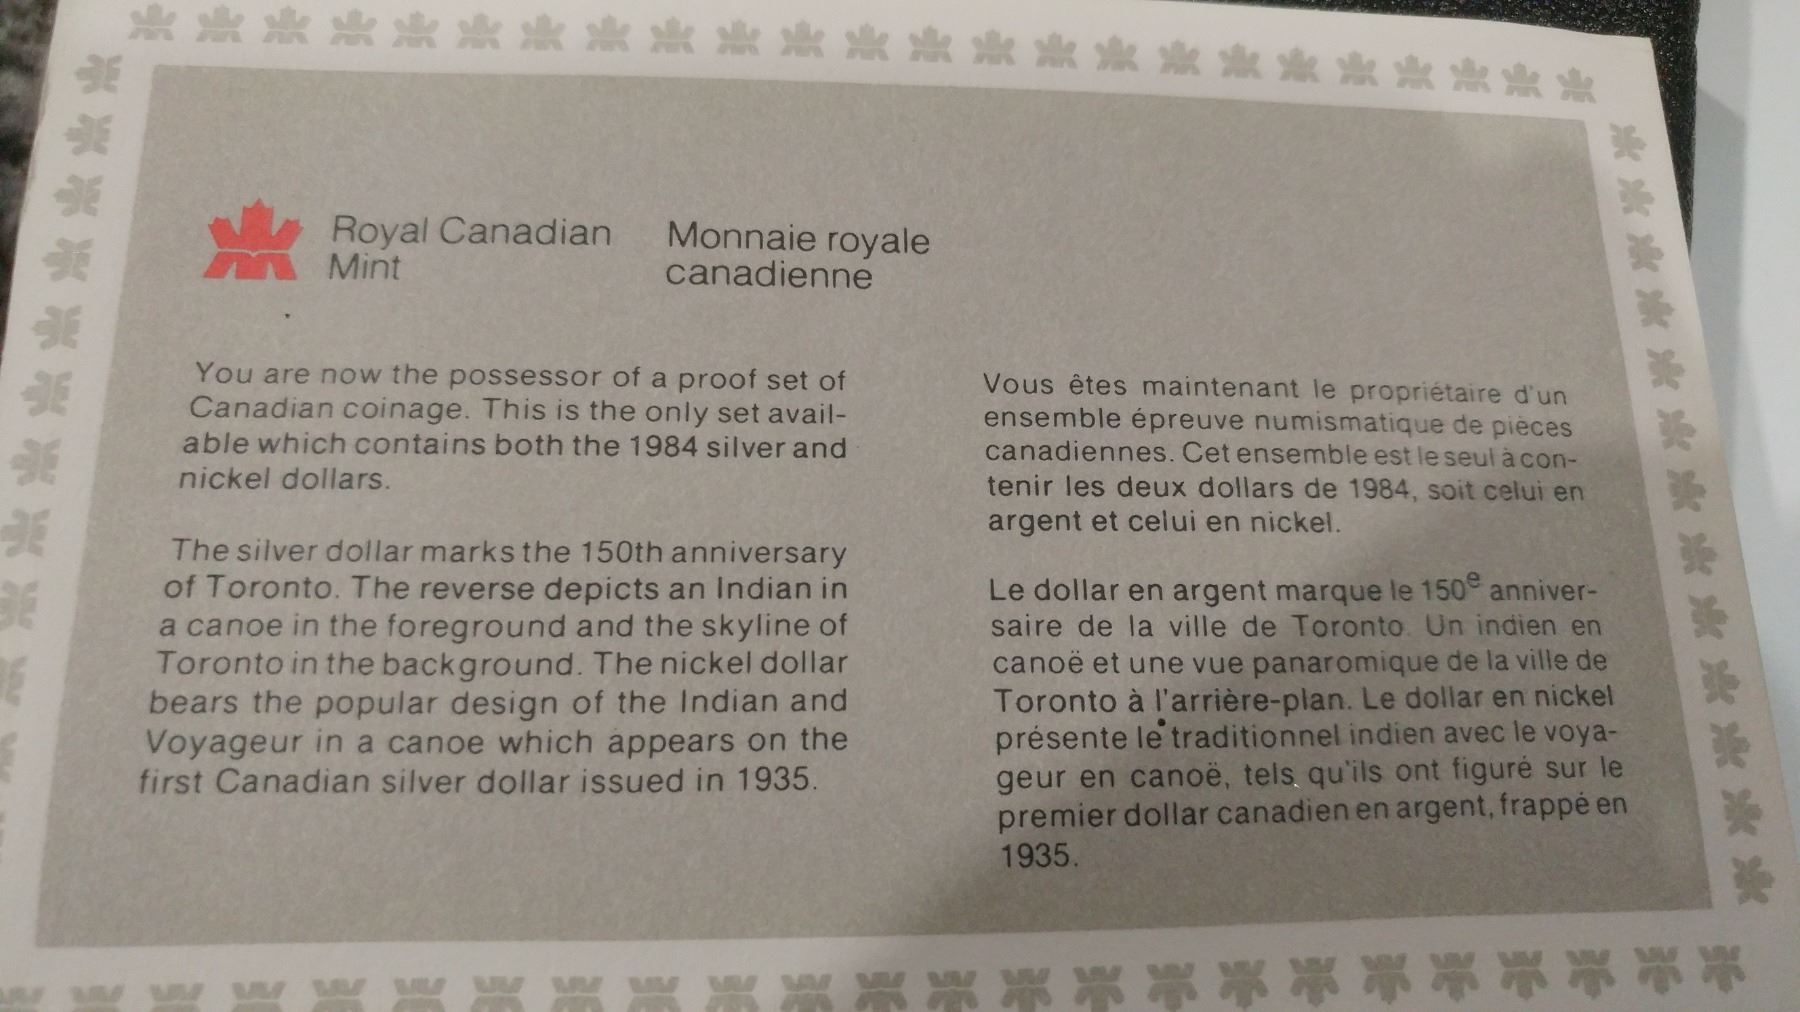 Royal Canadian
Mint
Monnaie royale
canadienne
You are now the possessor of a proof set of
Canadian coinage. This is the only set avail-
able which contains both the 1984 silver and
nickel dollars.
The silver dollar marks the 150th anniversary
of Toronto. The reverse depicts an Indian in
a canoe in the foreground and the skyline of
Toronto in the background. The nickel dollar
bears the popular design of the Indian and
Voyageur in a canoe which appears on the
first Canadian silver dollar issued in 1935.
Vous êtes maintenant le propriétaire d'un
ensemble épreuve numismatique de pièces
canadiennes. Cet ensemble est le seul à con-
tenir les deux dollars de 1984, soit celui en
argent et celui en nickel.
Le dollar en argent marque le 150e anniver-
saire de la ville de Toronto. Un indien en
canoë et une vue panaromique de la ville de
Toronto à l'arrière-plan. Le dollar en nickel
présente le traditionnel indien avec le voya-
geur en canoë, tels qu'ils ont figuré sur le
premier dollar canadien en argent, frappé en
1935.